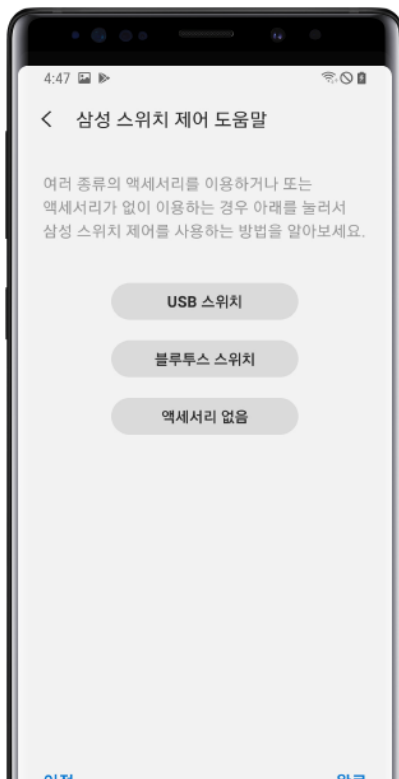 4:47
삼성 스위치 제어 도움말
여러 종류의 액세서리를 이용하거나 또는
액세서리가 없이 이용하는 경우 아래를 눌러서
삼성 스위치 제어를 사용하는 방법을 알아보세요.
USB 스위치
블루투스 스위치
액세서리 없음